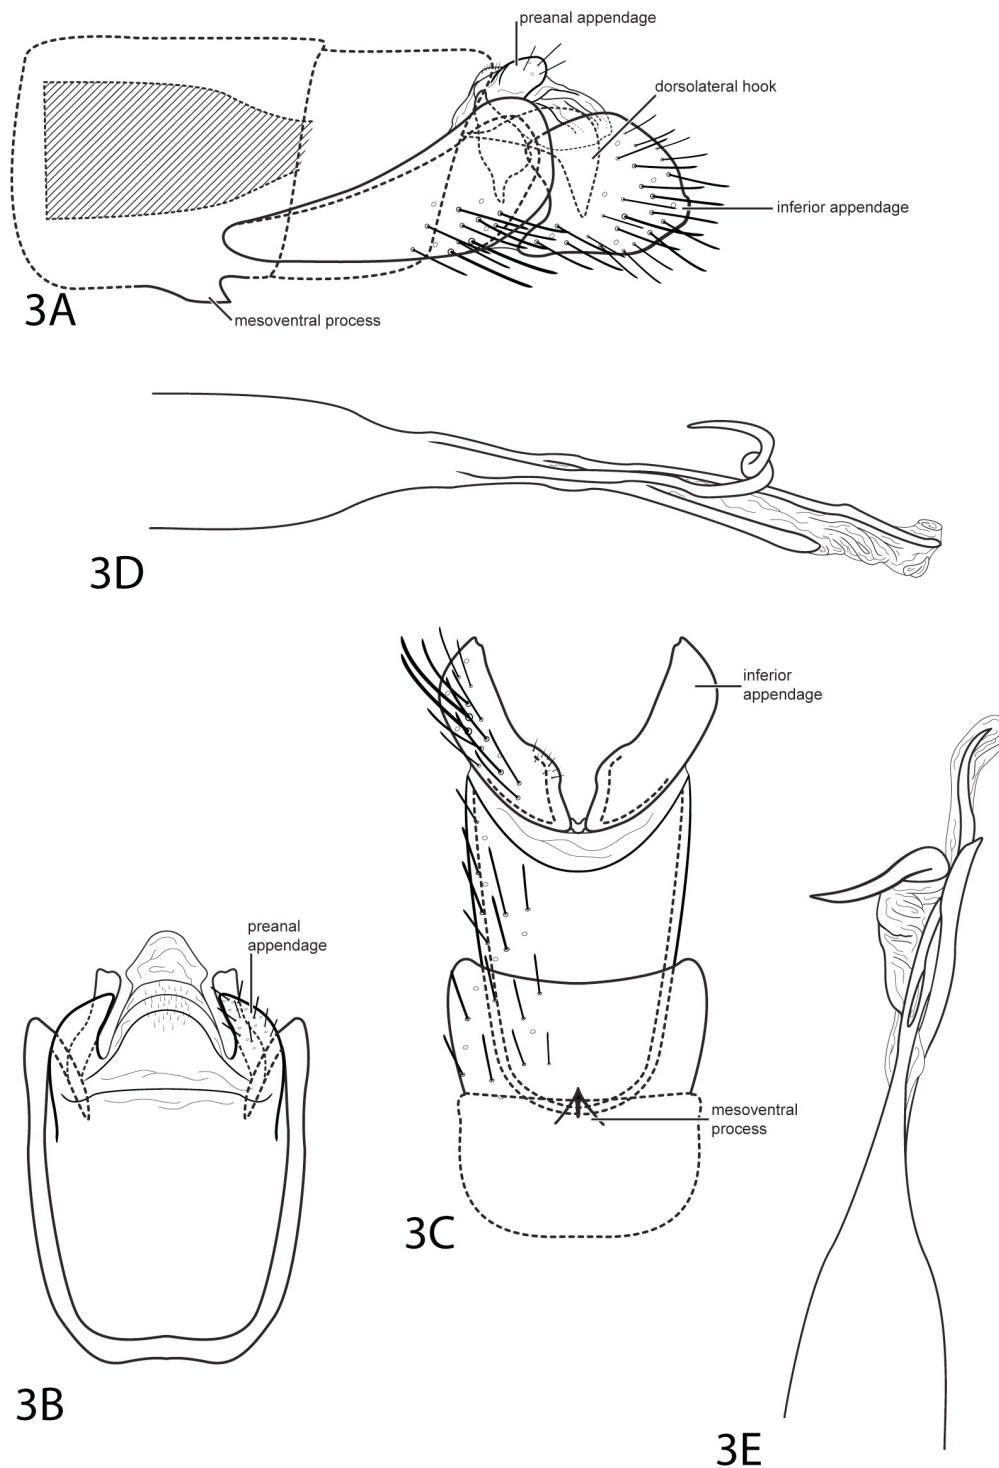 preanal appendage
dorsolateral hook
inferior appendage
3A
mesoventral process
3D
inferior
appendage
preanal
appendage
mesoventral
process
3C
3B
3E